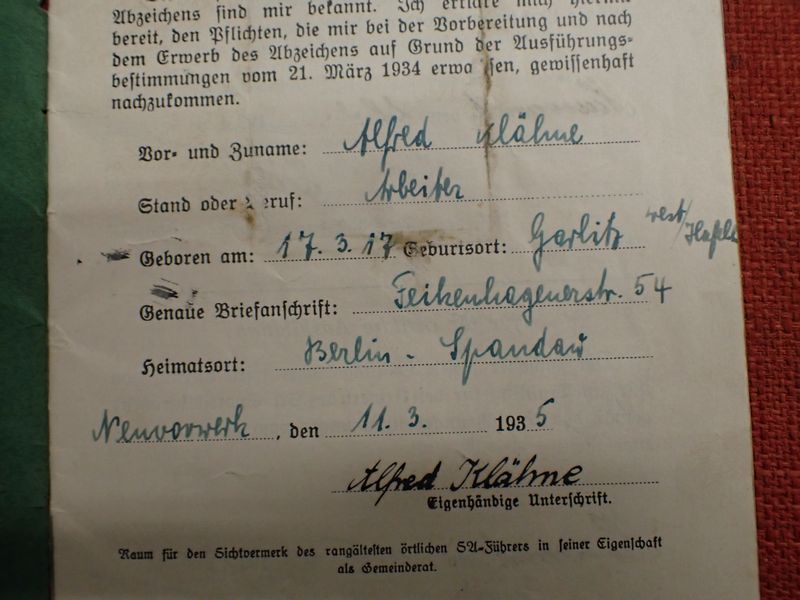 Abzeichens sind mir bekannt. Ich erkläre mich hiermit
bereit, den Pflichten, die mir bei der Vorbereitung und nach
dem Erwerb des Abzeichens auf Grund der Ausführungs-
bestimmungen vom 21. März 1934 erwachsen, gewissenhaft
nachzukommen.
Vor- und Zuname: Alfred Klähne
Stand oder Beruf: Arbeiter
Geboren am: 17. 3. 17 Geburtsort: Garlitz west/
Genaue Briefanschrift: 54
Heimatsort: Berlin - Spandau
Neuvorwerk, den 11. 3. 1935
Alfred Klähne
Eigenhändige Unterschrift.
Raum für den Sichtvermerk des rangältesten örtlichen SA-Führers in seiner Eigenschaft
als Gemeinderat.